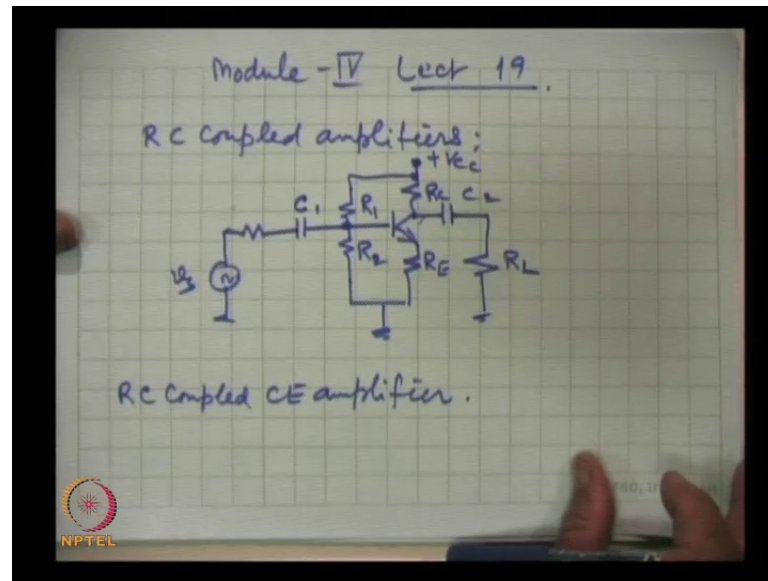 Module - IV Lect 19.
RC Coupled amplifiers:
+Vcc
C1 R1 RC C2
R2 RE RL
vs
RC Coupled CE amplifier.
NPTEL